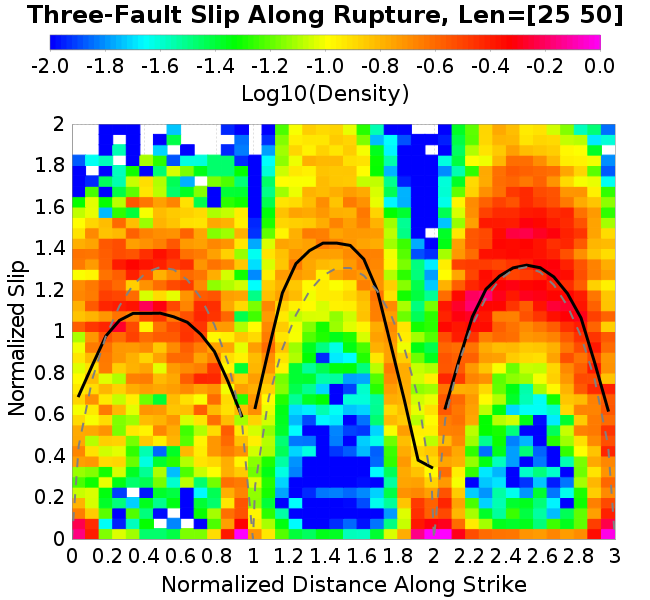 Three-Fault Slip Along Rupture, Len=[25 50]
-2.0 -1.8 -1.6 -1.4 -1.2 -1.0 -0.8 -0.6 -0.4 -0.2 0.0
Log10(Density)
2
1.8
1.6
1.4
1.2
1
0.8
0.6
0.4
0.2
0
Normalized Slip
0 0.2 0.4 0.6 0.8 1 1.2 1.4 1.6 1.8 2 2.2 2.4 2.6 2.8 3
Normalized Distance Along Strike